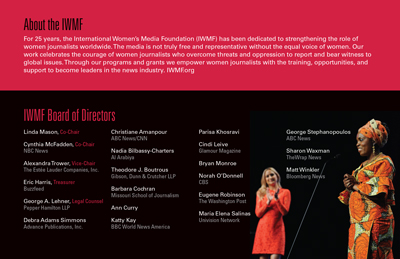 About the IWMF
For 25 years, the International Women's Media Foundation (IWMF) has been dedicated to strengthening the role of
women journalists worldwide. The media is not truly free and representative without the equal voice of women. Our
work celebrates the courage of women journalists who overcome threats and oppression to report and bear witness to
global issues. Through our programs and grants we empower women journalists with the training, opportunities, and
support to become leaders in the news industry. IWMF.org
IWMF Board of Directors
Linda Mason, Co-Chair
Cynthia McFadden, Co-Chair
NBC News
Alexandra Trower, Vice-Chair
The Estée Lauder Companies, Inc.
Eric Harris, Treasurer
Buzzfeed
George A. Lehner, Legal Counsel
Pepper Hamilton LLP
Debra Adams Simmons
Advance Publications, Inc.
Christiane Amanpour
ABC News/CNN
Nadia Bilbassy-Charters
Al Arabiya
Theodore J. Boutrous
Gibson, Dunn & Crutcher LLP
Barbara Cochran
Missouri School of Journalism
Ann Curry
Katty Kay
BBC World News America
Parisa Khosravi
Cindi Leive
Glamour Magazine
Bryan Monroe
Norah O'Donnell
CBS
Eugene Robinson
The Washington Post
Maria Elena Salinas
Univision Network
George Stephanopoulos
ABC News
Sharon Waxman
TheWrap News
Matt Winkler
Bloomberg News